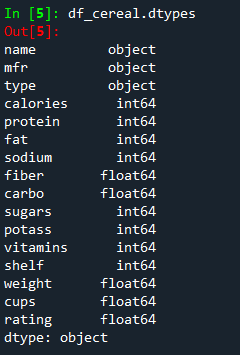 In [5]: df_cereal.dtypes
Out[5]:
name         object
mfr          object
type         object
calories      int64
protein       int64
fat           int64
sodium        int64
fiber       float64
carbo       float64
sugars        int64
potass        int64
vitamins      int64
shelf         int64
weight      float64
cups        float64
rating      float64
dtype: object